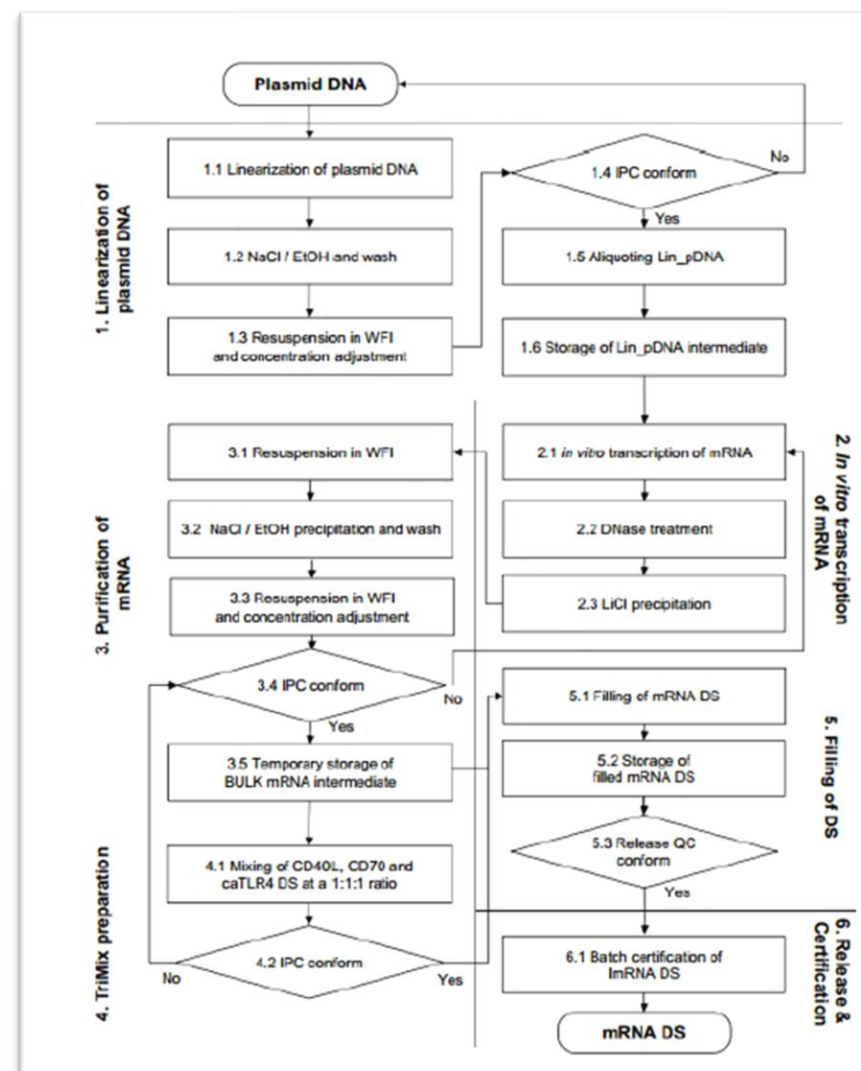 Plasmid DNA
1. Linearization of
plasmid DNA
1.1 Linearization of plasmid DNA
1.2 NaCl / EtOH and wash
1.3 Resuspension in WFI
and concentration adjustment
1.4 IPC conform
No
Yes
1.5 Aliquoting Lin_pDNA
1.6 Storage of Lin_pDNA intermediate
2. In vitro transcription
of mRNA
2.1 in vitro transcription of mRNA
2.2 DNase treatment
2.3 LiCl precipitation
3. Purification of
mRNA
3.1 Resuspension in WFI
3.2 NaCl / EtOH precipitation and wash
3.3 Resuspension in WFI
and concentration adjustment
3.4 IPC conform
No
Yes
3.5 Temporary storage of
BULK mRNA intermediate
4. TriMix preparation
4.1 Mixing of CD40L, CD70 and
caTLR4 DS at a 1:1:1 ratio
4.2 IPC conform
No
Yes
5. Filling of DS
5.1 Filling of mRNA DS
5.2 Storage of
filled mRNA DS
5.3 Release QC
conform
Yes
6. Release &
Certification
6.1 Batch certification of
ImRNA DS
mRNA DS